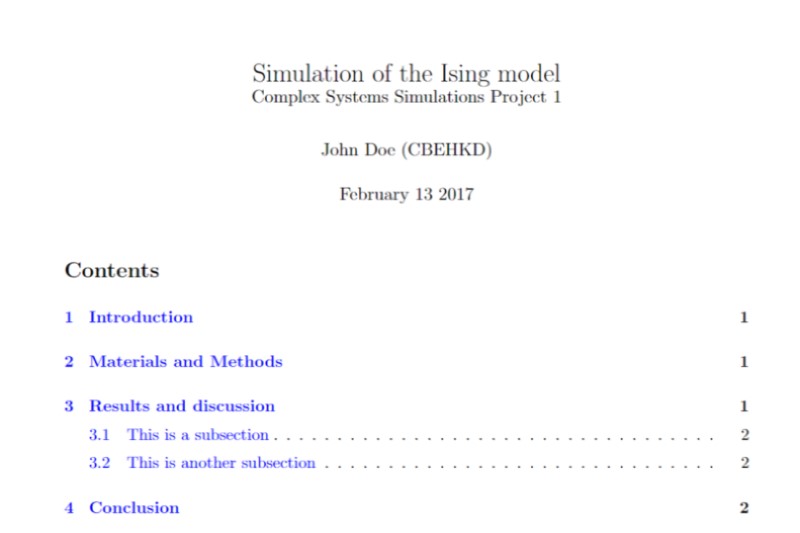 Simulation of the Ising model
Complex Systems Simulations Project 1
John Doe (CBEHKD)
February 13 2017
Contents
1 Introduction 1
2 Materials and Methods 1
3 Results and discussion 1
3.1 This is a subsection . . . . . . . . . . . . . . . . . . . . . . . . . . . . . . . . . . . 2
3.2 This is another subsection . . . . . . . . . . . . . . . . . . . . . . . . . . . . . . . 2
4 Conclusion 2